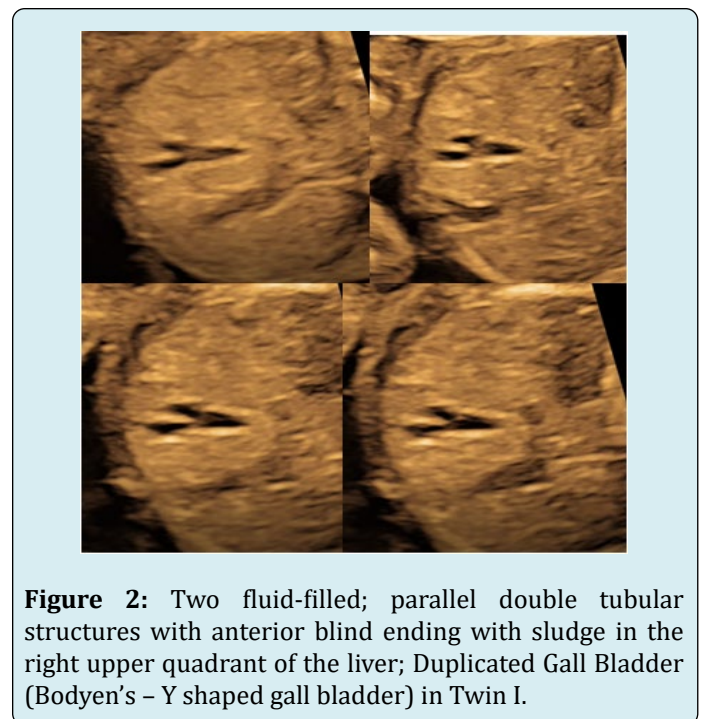 Figure 2: Two fluid-filled; parallel double tubular
structures with anterior blind ending with sludge in the
right upper quadrant of the liver; Duplicated Gall Bladder
(Bodyen's – Y shaped gall bladder) in Twin I.